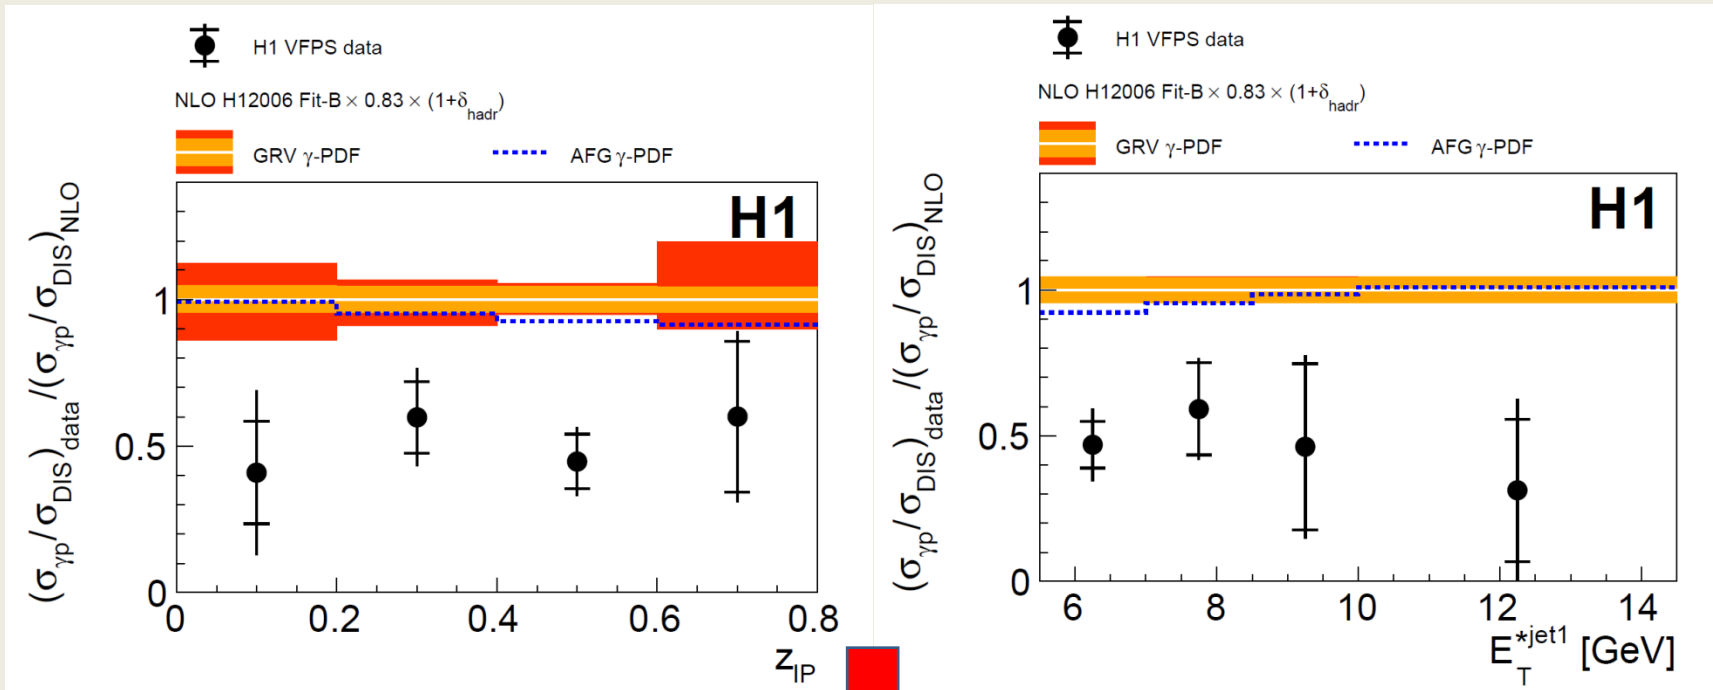 H1 VFPS data
NLO H12006 Fit-B × 0.83 × (1+δhadr)
GRV γ-PDF
AFG γ-PDF
H1
(σγp/σDIS)data/(σγp/σDIS)NLO
1
0.5
0
0 0.2 0.4 0.6 0.8
zIP
H1 VFPS data
NLO H12006 Fit-B × 0.83 × (1+δhadr)
GRV γ-PDF
AFG γ-PDF
H1
(σγp/σDIS)data/(σγp/σDIS)NLO
1
0.5
0
6 8 10 12 14
ET*jet1 [GeV]